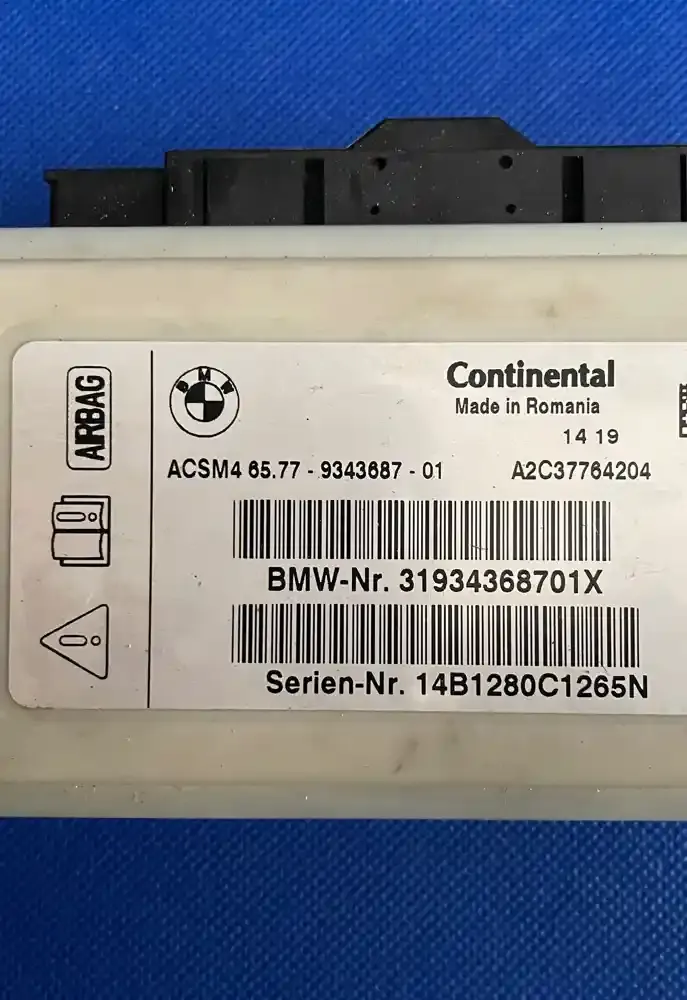 AIRBAG
BMW
Continental
Made in Romania
14 19
ACSM4 65.77 - 9343687 - 01 A2C37764204
BMW-Nr. 31934368701X
Serien-Nr. 14B1280C1265N